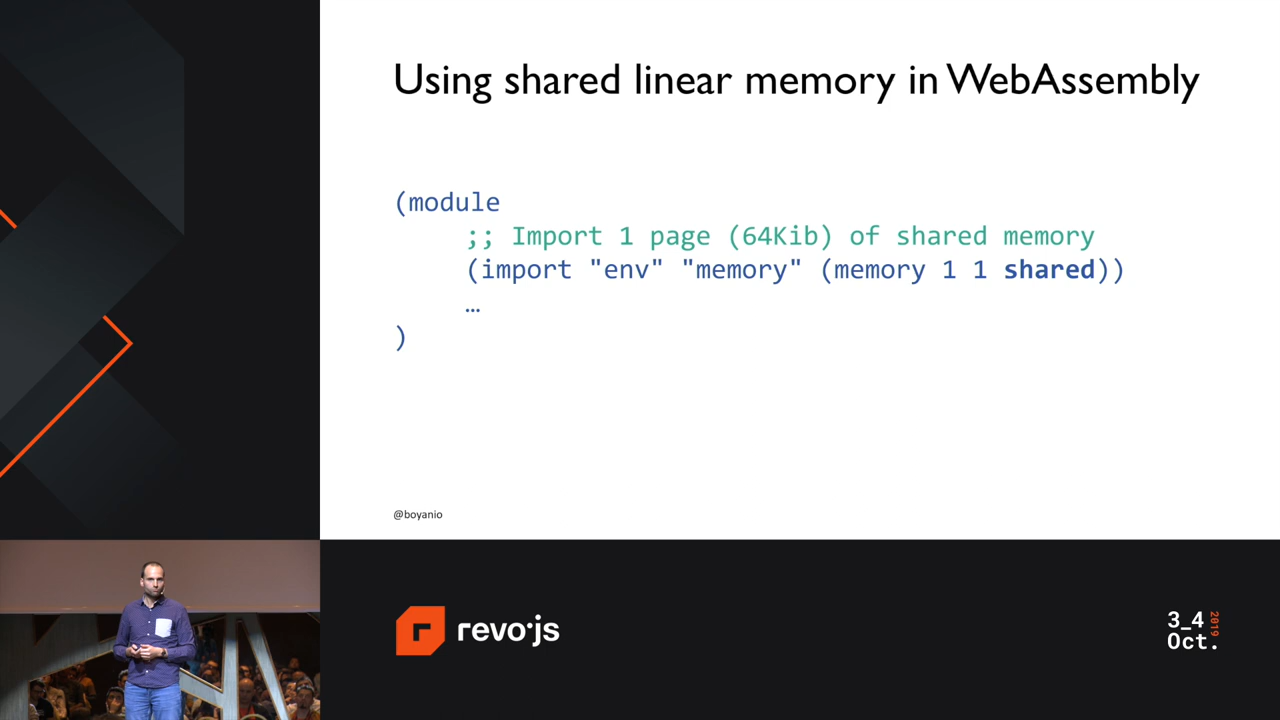 Using shared linear memory in WebAssembly
(module
;; Import 1 page (64Kib) of shared memory
(import "env" "memory" (memory 1 1 shared))
…
)
@boyanio
r revo·js
3_4 2019
Oct.